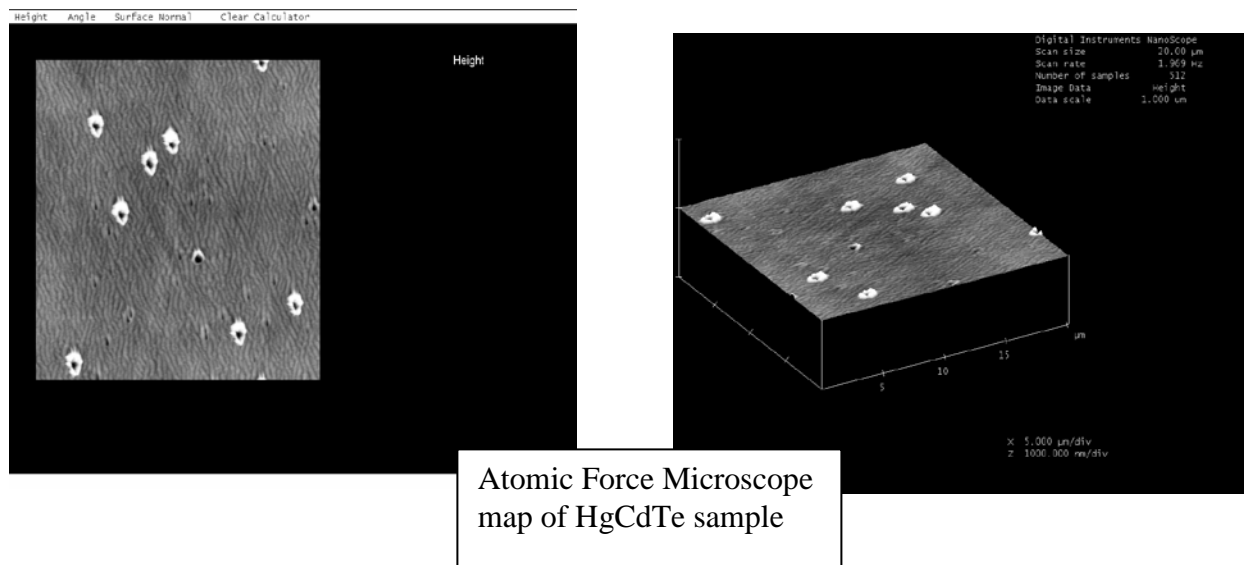 Height Angle Surface Normal Clear Calculator
Height
Digital Instruments NanoScope
Scan size 20.00 µm
Scan rate 1.969 Hz
Number of samples 512
Image Data Height
Data scale 1.000 um
µm
15
10
5
X 5.000 µm/div
Z 1000.000 nm/div
Atomic Force Microscope
map of HgCdTe sample